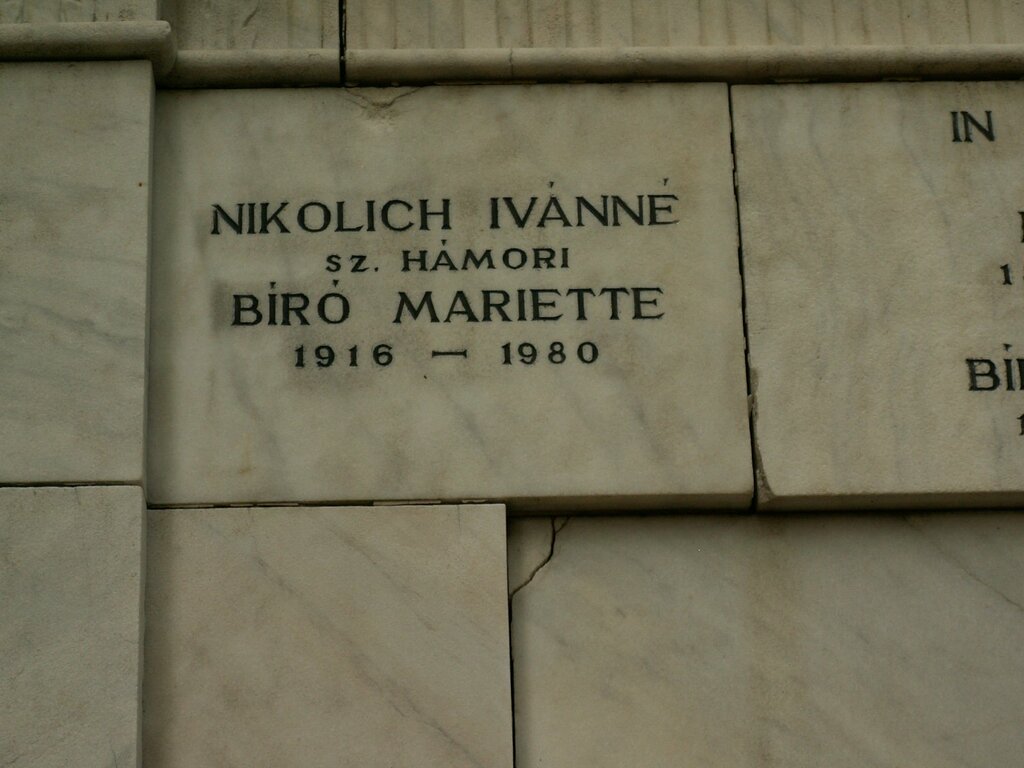 NIKOLICH IVÁNNÉ
SZ. HÁMORI
BÍRÓ MARIETTE
1916 — 1980
IN